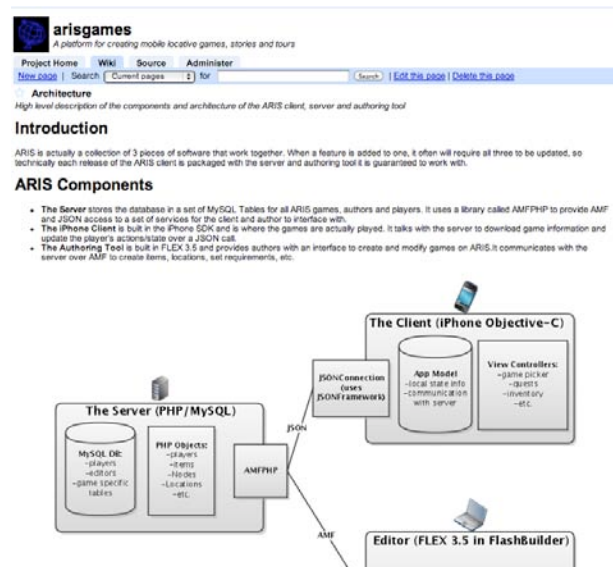 arisgames
A platform for creating mobile locative games, stories and tours
Project Home Wiki Source Administer
New page | Search Current pages for Search | Edit this page | Delete this page
Architecture
High level description of the components and architecture of the ARIS client, server and authoring tool
Introduction
ARIS is actually a collection of 3 pieces of software that work together. When a feature is added to one, it often will require all three to be updated, so
technically each release of the ARIS client is packaged with the server and authoring tool it is guaranteed to work with.
ARIS Components
• The Server stores the database in a set of MySQL Tables for all ARIS games, authors and players. It uses a library called AMFPHP to provide AMF
and JSON access to a set of services for the client and author to interface with.
• The iPhone Client is built in the iPhone SDK and is where the games are actually played. It talks with the server to download game information and
update the player's actions/state over a JSON call.
• The Authoring Tool is built in FLEX 3.5 and provides authors with an interface to create and modify games on ARIS.It communicates with the
server over AMF to create items, locations, set requirements, etc.
The Client (iPhone Objective-C)
JSONConnection
(uses
JSONFramework)
App Model
-local state info
-communication
with server
View Controllers:
-game picker
-quests
-inventory
-etc.
JSON
The Server (PHP/MySQL)
MySQL DB:
-players
-editors
-game specific
tables
PHP Objects:
-players
-items
-Nodes
-Locations
-etc.
AMFPHP
AMF
Editor (FLEX 3.5 in FlashBuilder)